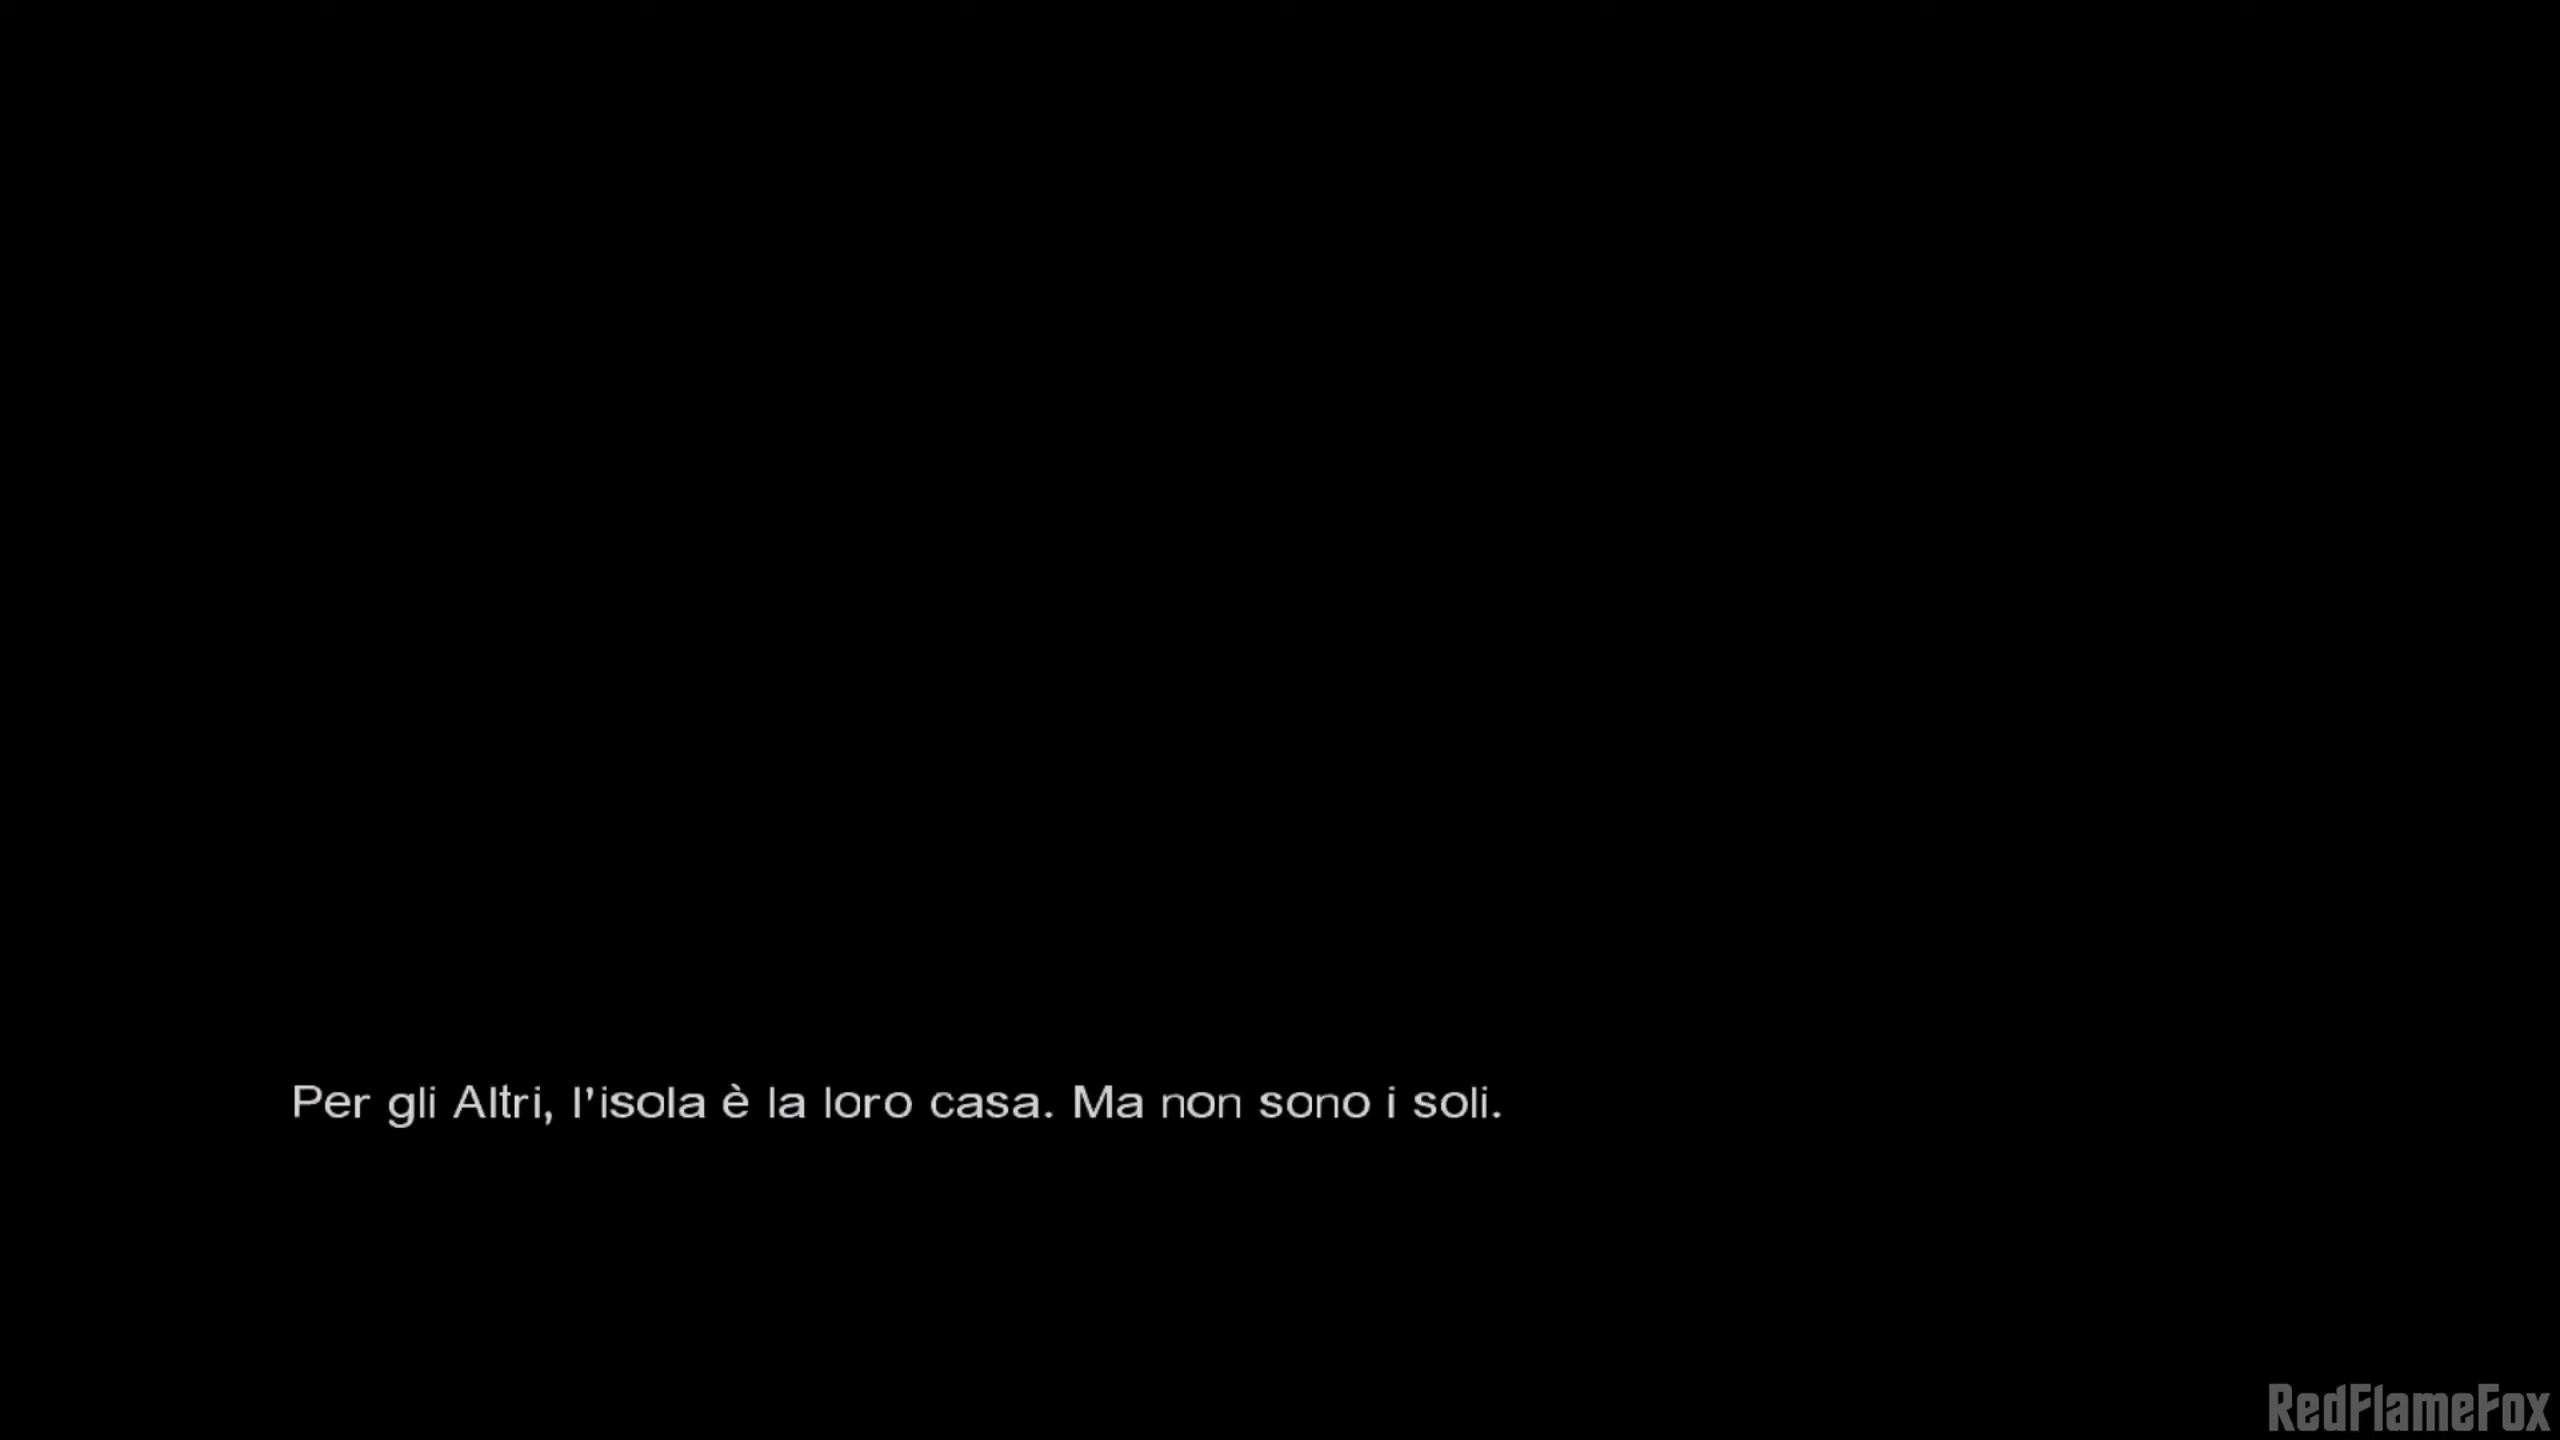 Per gli Altri, l'isola è la loro casa. Ma non sono i soli.
RedFlameFox